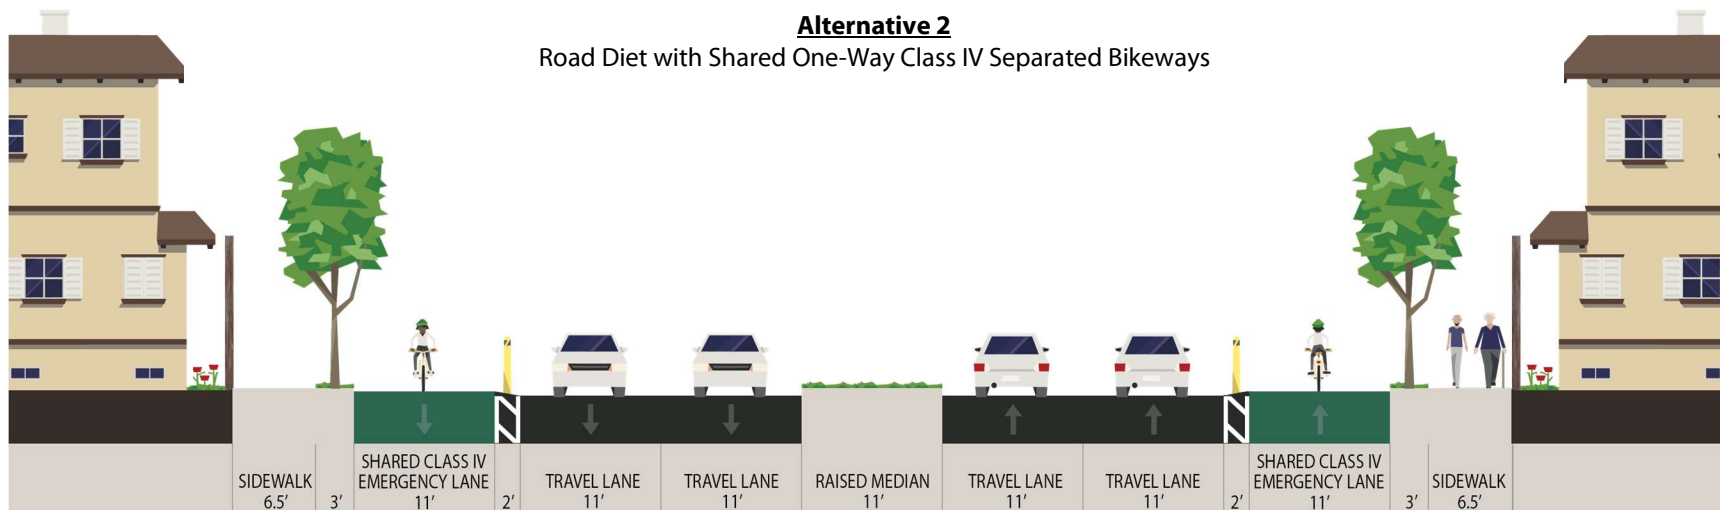 Alternative 2
Road Diet with Shared One-Way Class IV Separated Bikeways
SIDEWALK
6.5'
3'
SHARED CLASS IV
EMERGENCY LANE
11'
2'
TRAVEL LANE
11'
TRAVEL LANE
11'
RAISED MEDIAN
11'
TRAVEL LANE
11'
TRAVEL LANE
11'
2'
SHARED CLASS IV
EMERGENCY LANE
11'
3'
SIDEWALK
6.5'